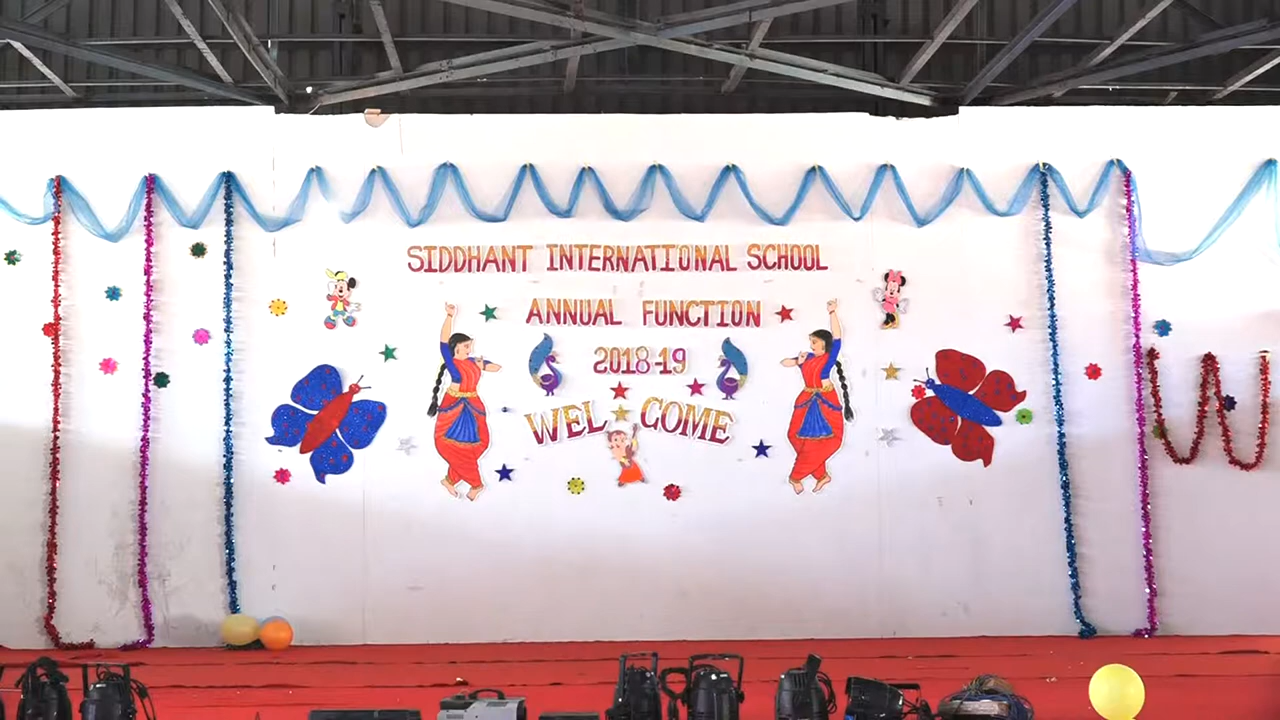 SIDDHANT INTERNATIONAL SCHOOL
ANNUAL FUNCTION
2018-19
WEL COME